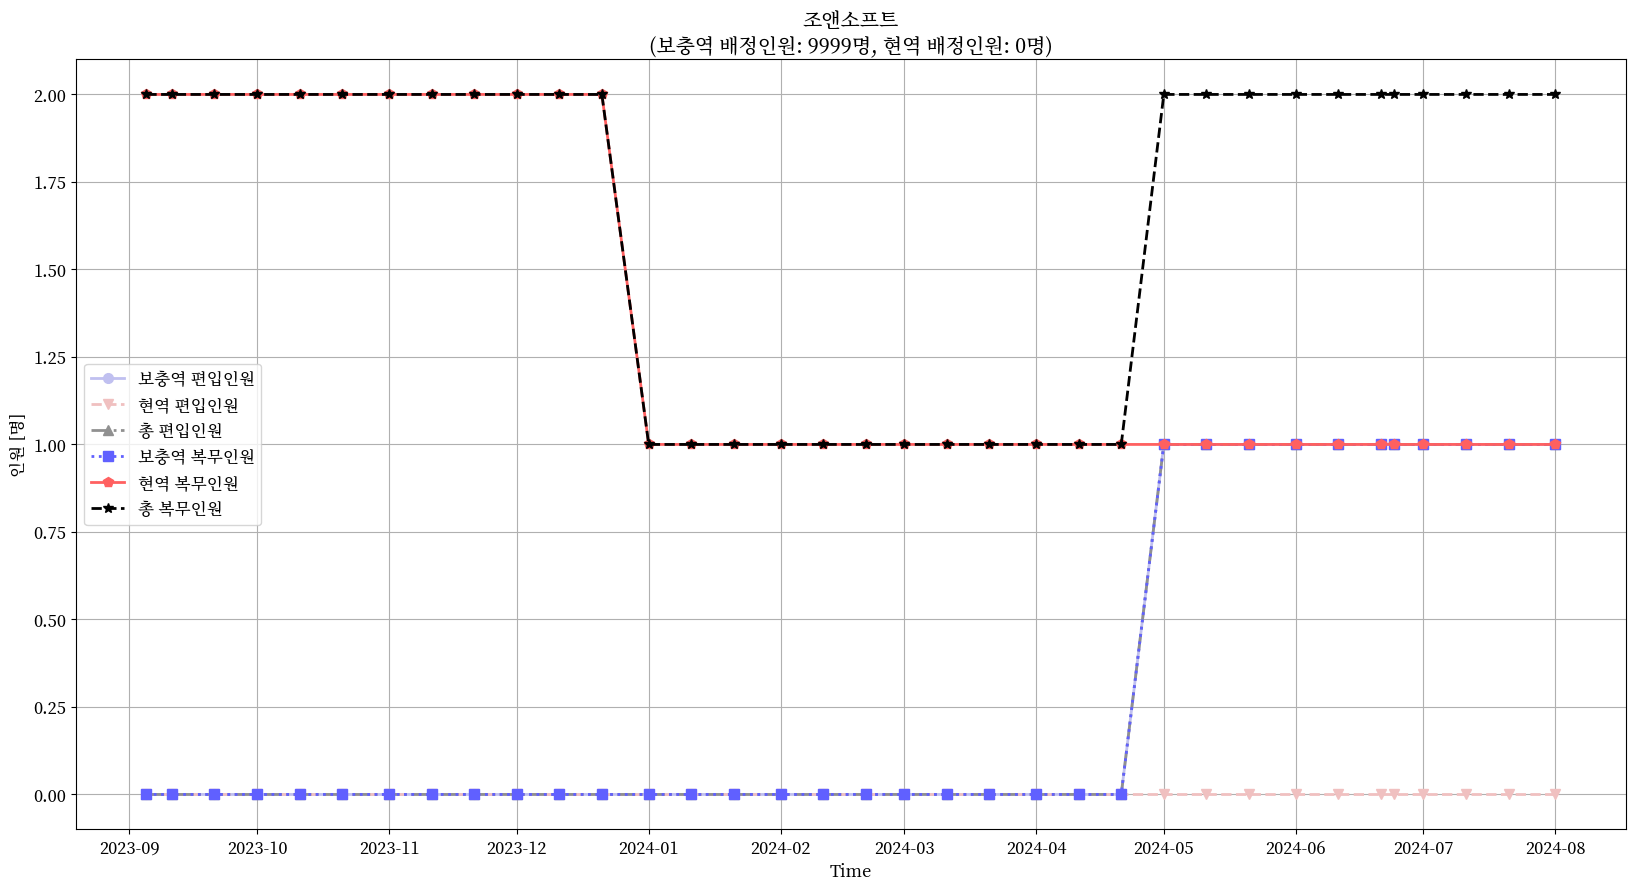 조앤소프트
(보충역 배정인원: 9999명, 현역 배정인원: 0명)
인원 [명]
2.00
1.75
1.50
1.25
1.00
0.75
0.50
0.25
0.00
보충역 편입인원
현역 편입인원
총 편입인원
보충역 복무인원
현역 복무인원
총 복무인원
2023-09 2023-10 2023-11 2023-12 2024-01 2024-02 2024-03 2024-04 2024-05 2024-06 2024-07 2024-08
Time